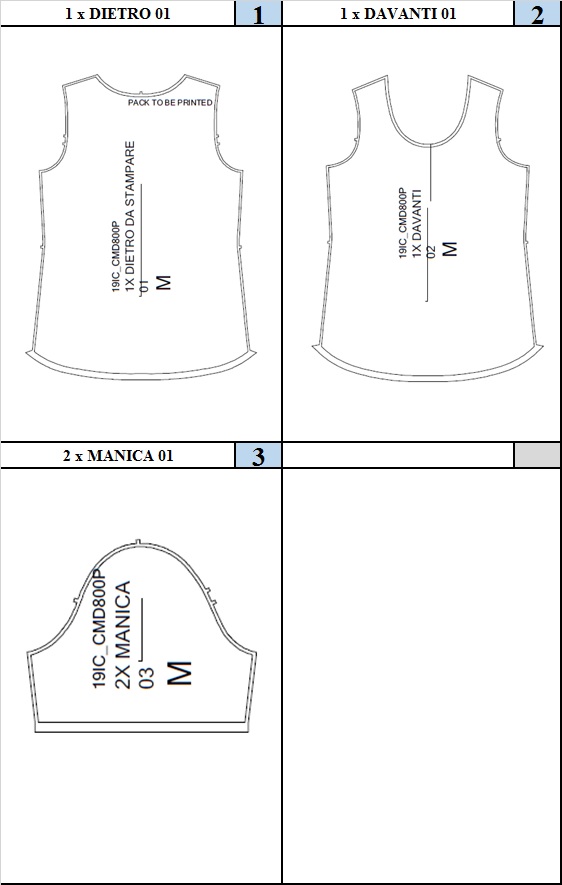 1 x DIETRO 01
1
PACK TO BE PRINTED
19IC_CMD800P
1X DIETRO DA STAMPARE
01
M
1 x DAVANTI 01
2
19IC_CMD800P
1X DAVANTI
02
M
2 x MANICA 01
3
19IC_CMD800P
2X MANICA
03
M